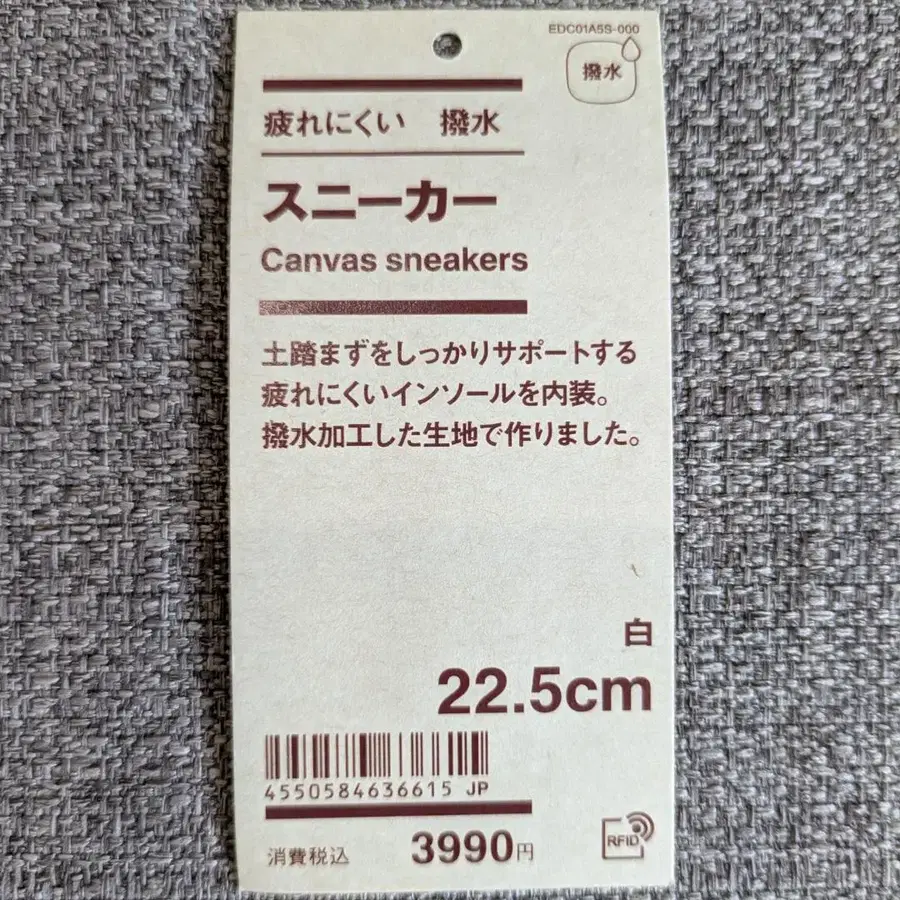 EDC01A5S-000
撥水
疲れにくい 撥水
スニーカー
Canvas sneakers
土踏まずをしっかりサポートする
疲れにくいインソールを内装。
撥水加工した生地で作りました。
白
22.5cm
4550584636615 JP
消費税込 3990円
RFID